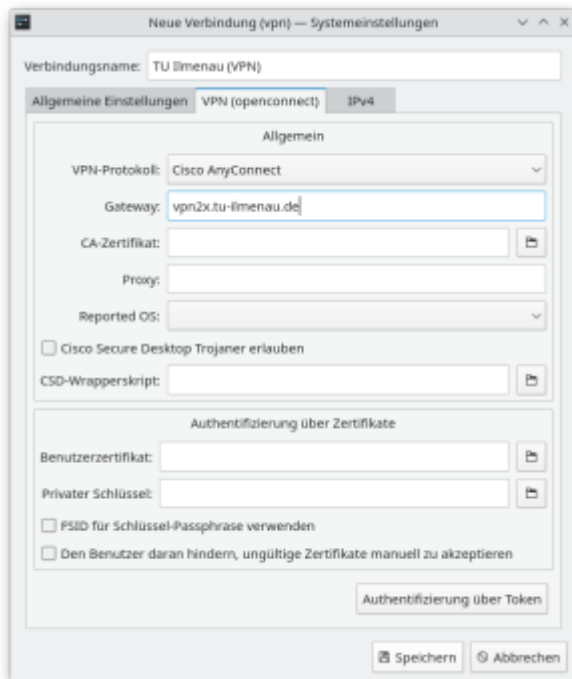 Neue Verbindung (vpn) — Systemeinstellungen
Verbindungsname: TU Ilmenau (VPN)
Allgemeine Einstellungen VPN (openconnect) IPv4
Allgemein
VPN-Protokoll: Cisco AnyConnect
Gateway: vpn2x.tu-ilmenau.de
CA-Zertifikat:
Proxy:
Reported OS:
Cisco Secure Desktop Trojaner erlauben
CSD-Wrapperskript:
Authentifizierung über Zertifikate
Benutzerzertifikat:
Privater Schlüssel:
FSID für Schlüssel-Passphrase verwenden
Den Benutzer daran hindern, ungültige Zertifikate manuell zu akzeptieren
Authentifizierung über Token
Speichern Abbrechen